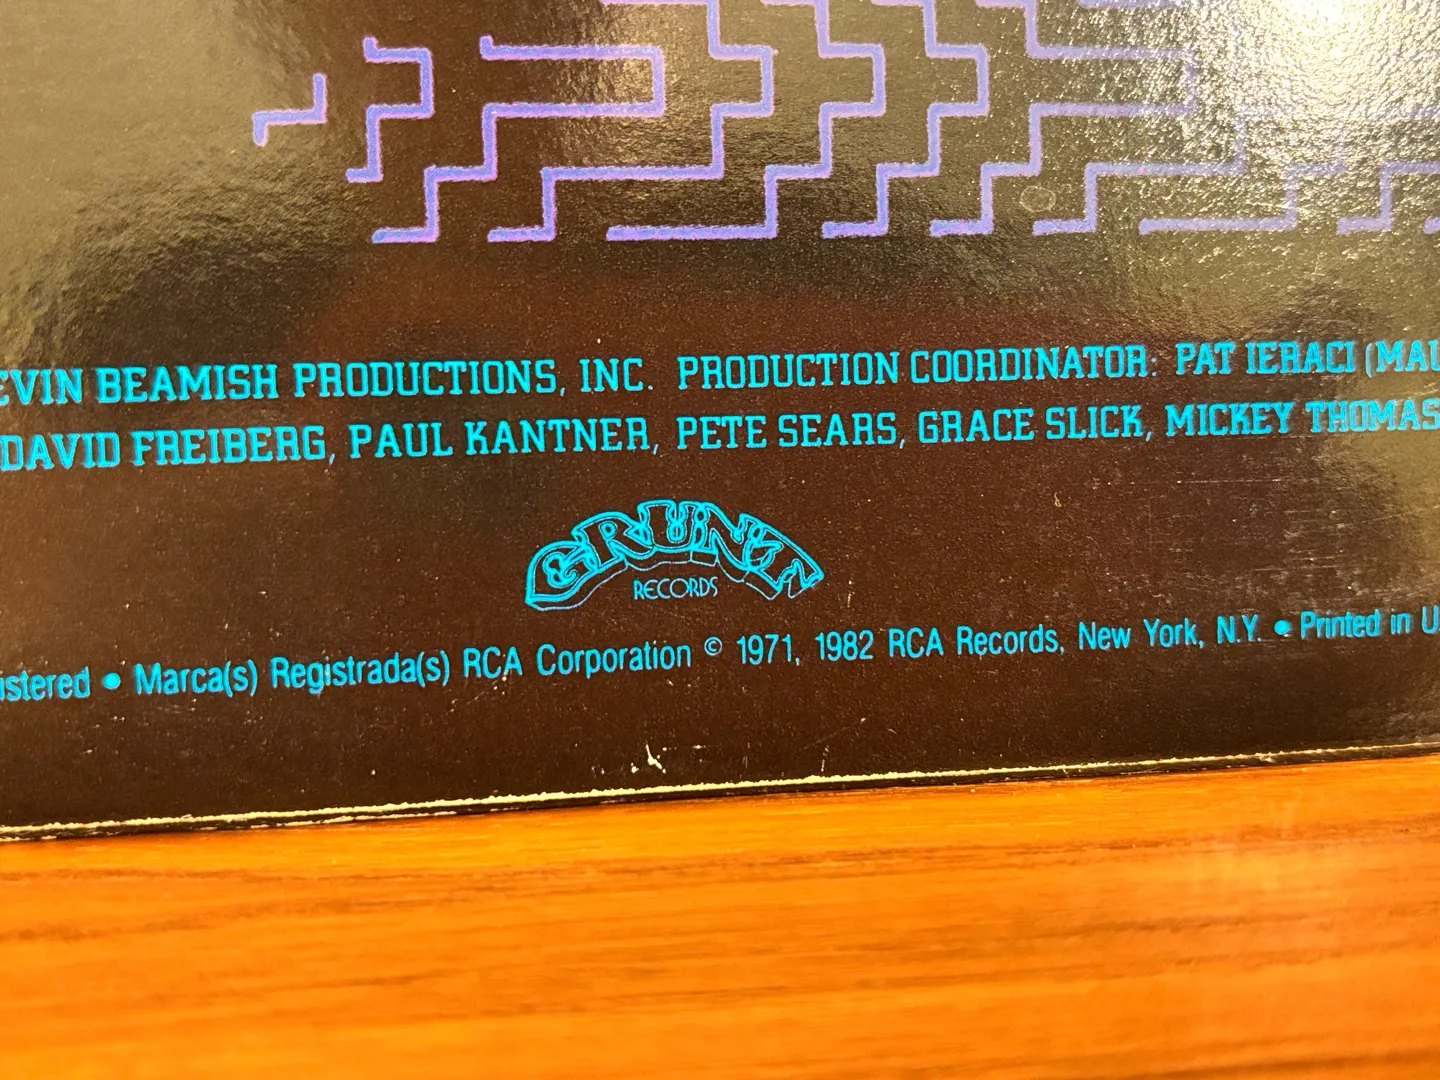 EVIN BEAMISH PRODUCTIONS, INC. PRODUCTION COORDINATOR: PAT IERACI (MAU
DAVID FREIBERG, PAUL KANTNER, PETE SEARS, GRACE SLICK, MICKEY THOMAS
GRUNT
RECORDS
istered • Marca(s) Registrada(s) RCA Corporation © 1971, 1982 RCA Records, New York, N.Y. • Printed in U